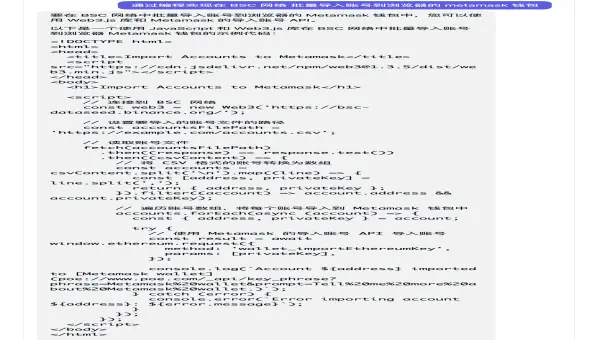 通过编程实现在 BSC 网络 批量导入账号到浏览器的 metamask 钱包
要在 BSC 网络中批量导入账号到浏览器的 Metamask 钱包中，您可以使
用 Web3.js 库和 Metamask 的导入账号 API。
以下是一个使用 JavaScript 和 Web3.js 库在 BSC 网络中批量导入账号
到浏览器 Metamask 钱包的示例代码：
<!DOCTYPE html>
<html>
<head>
<title>Import Accounts to Metamask</title>
<script
src="https://cdn.jsdelivr.net/npm/web3@1.3.5/dist/we
b3.min.js"></script>
</head>
<body>
<h1>Import Accounts to Metamask</h1>
<script>
// 连接到 BSC 网络
const web3 = new Web3('https://bsc-
dataseed.binance.org/');
// 设置要导入的账号文件的路径
const accountsFilePath =
'https://example.com/accounts.csv';
// 读取账号文件
fetch(accountsFilePath)
.then((response) => response.text())
.then((csvContent) => {
// 将 CSV 格式的账号转换为数组
const accounts =
csvContent.split('\n').map((line) => {
const [address, privateKey] =
line.split(',');
return { address, privateKey };
}).filter((account) => account.address &&
account.privateKey);
// 遍历账号数组，将每个账号导入到 Metamask 钱包中
accounts.forEach(async (account) => {
const { address, privateKey } = account;
try {
// 使用 Metamask 的导入账号 API 导入账号
const result = await
window.ethereum.request({
method: 'wallet_importEthereumKey',
params: [privateKey],
});
console.log(`Account ${address} imported
to [Metamask wallet]
(poe://www.poe.com/_api/key_phrase?
phrase=Metamask%20wallet&prompt=Tell%20me%20more%20a
bout%20Metamask%20wallet.).`);
} catch (error) {
console.error(`Error importing account
${address}: ${error.message}`);
}
});
});
</script>
</body>
</html>